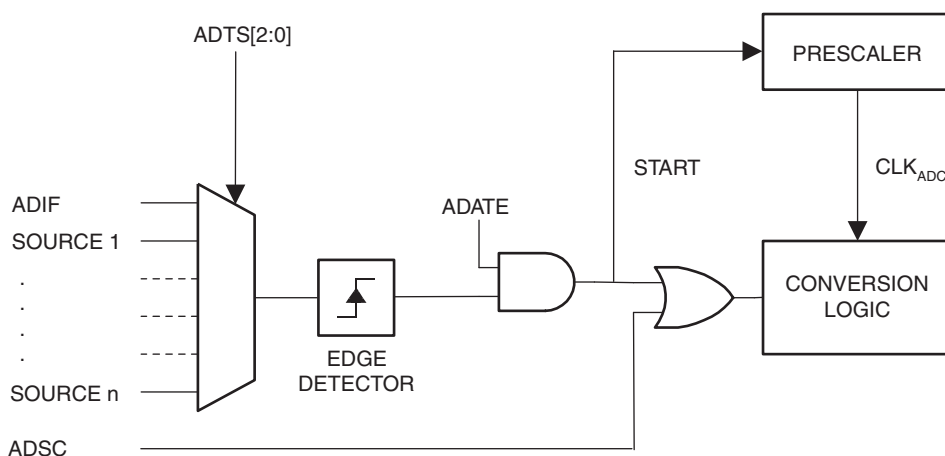 ADTS[2:0]
PRESCALER
START
CLKADC
ADIF
ADATE
SOURCE 1
.
.
.
.
CONVERSION
LOGIC
EDGE
DETECTOR
SOURCE n
ADSC